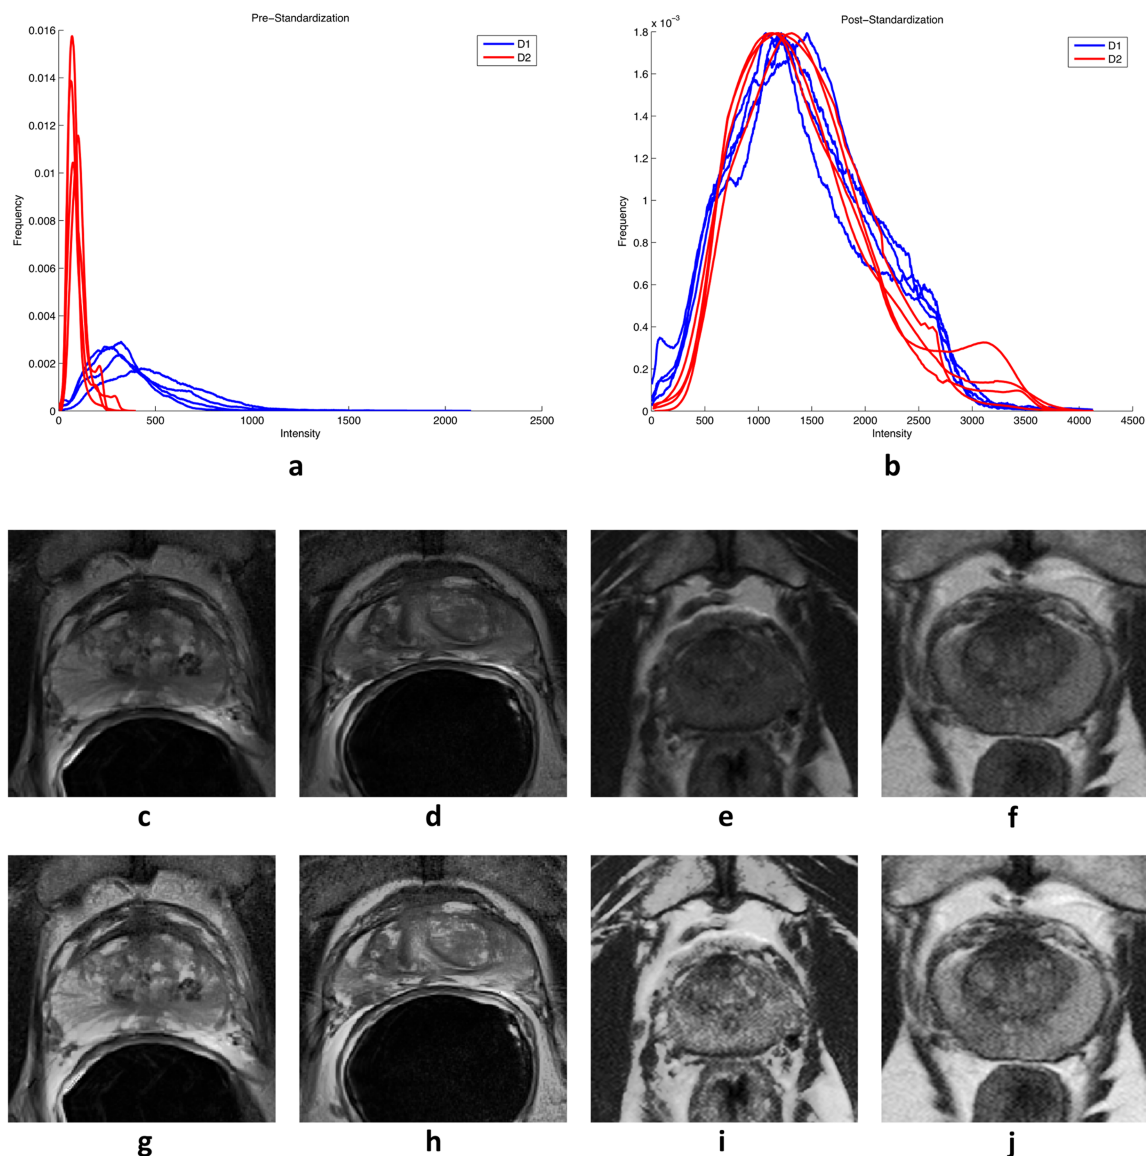 Pre-Standardization
0.016
0.014
0.012
0.01
0.008
0.006
0.004
0.002
0
Frequency
D1
D2
0
500
1000
1500
2000
2500
Intensity
a
x 10⁻³
Post-Standardization
1.8
1.6
1.4
1.2
1
0.8
0.6
0.4
0.2
0
Frequency
D1
D2
0
500
1000
1500
2000
2500
3000
3500
4000
4500
Intensity
b
c
d
e
f
g
h
i
j